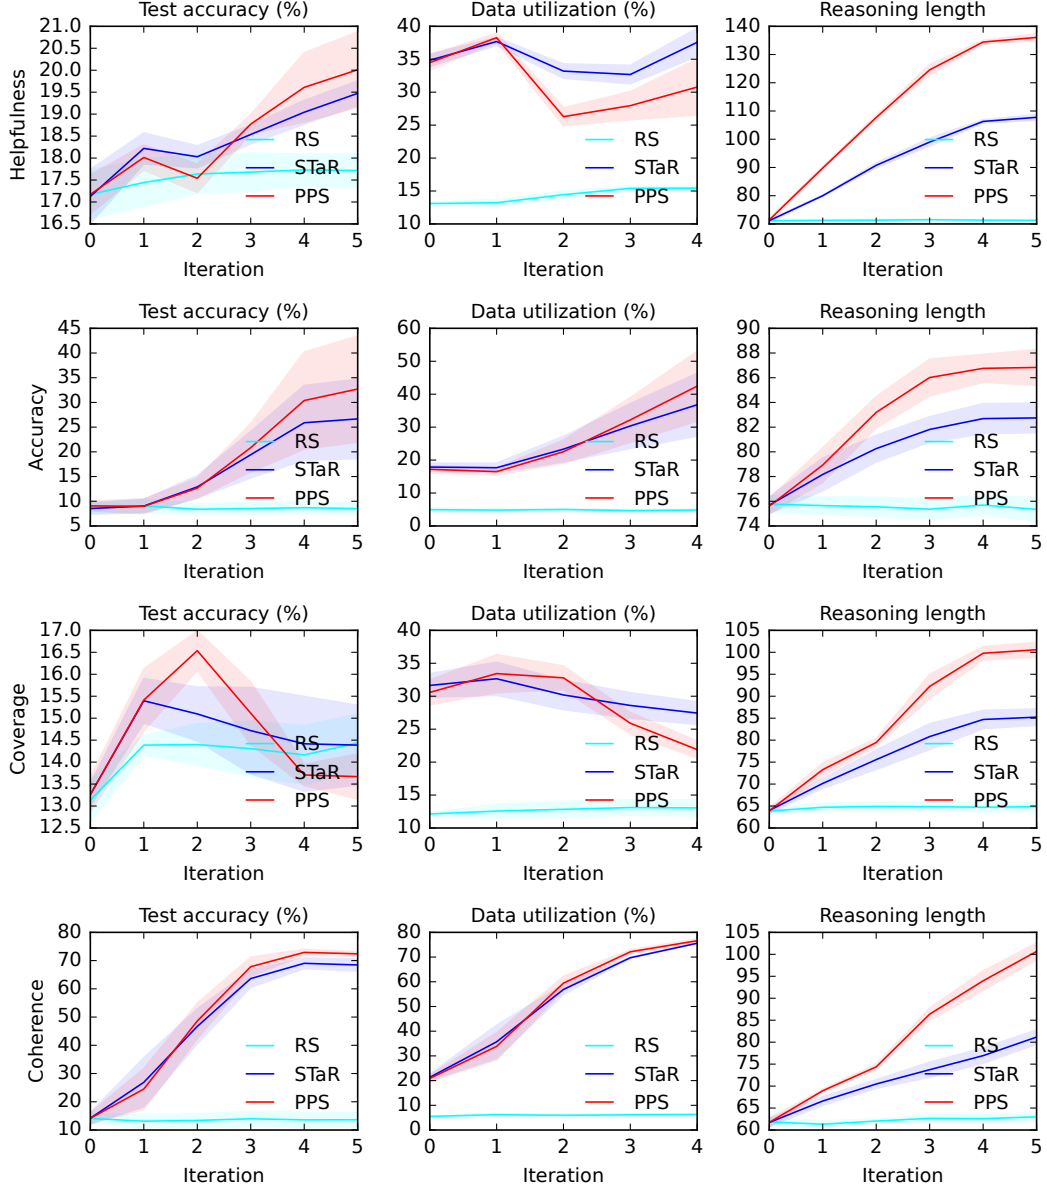 Test accuracy (%)
Data utilization (%)
Reasoning length
Helpfulness
21.0
20.5
20.0
19.5
19.0
18.5
18.0
17.5
17.0
16.5
0 1 2 3 4 5
Iteration
RS
STaR
PPS
40
35
30
25
20
15
10
0 1 2 3 4
Iteration
RS
STaR
PPS
140
130
120
110
100
90
80
70
0 1 2 3 4 5
Iteration
RS
STaR
PPS
Test accuracy (%)
Data utilization (%)
Reasoning length
Accuracy
45
40
35
30
25
20
15
10
5
0 1 2 3 4 5
Iteration
RS
STaR
PPS
60
50
40
30
20
10
0
0 1 2 3 4
Iteration
RS
STaR
PPS
90
88
86
84
82
80
78
76
74
0 1 2 3 4 5
Iteration
RS
STaR
PPS
Test accuracy (%)
Data utilization (%)
Reasoning length
Coverage
17.0
16.5
16.0
15.5
15.0
14.5
14.0
13.5
13.0
12.5
0 1 2 3 4 5
Iteration
RS
STaR
PPS
40
35
30
25
20
15
10
0 1 2 3 4
Iteration
RS
STaR
PPS
105
100
95
90
85
80
75
70
65
60
0 1 2 3 4 5
Iteration
RS
STaR
PPS
Test accuracy (%)
Data utilization (%)
Reasoning length
Coherence
80
70
60
50
40
30
20
10
0 1 2 3 4 5
Iteration
RS
STaR
PPS
80
70
60
50
40
30
20
10
0
0 1 2 3 4
Iteration
RS
STaR
PPS
105
100
95
90
85
80
75
70
65
60
0 1 2 3 4 5
Iteration
RS
STaR
PPS